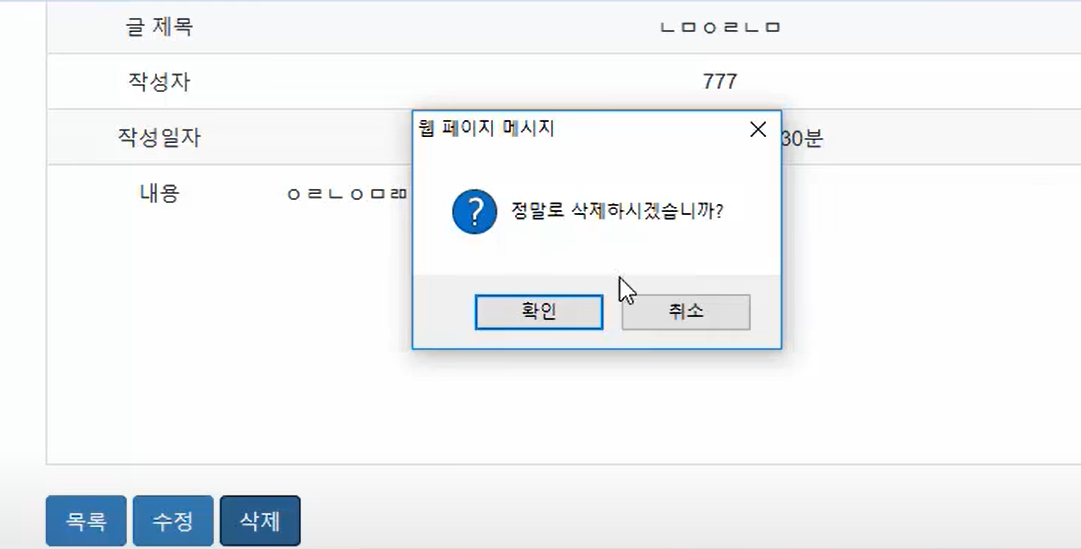 글 제목 ㄴㅁㅇㄹㄴㅁ
작성자 777
웹 페이지 메시지
작성일자 30분
내용 ㅇㄹㄴㅇㅁㄻ
정말로 삭제하시겠습니까?
확인 취소
목록 수정 삭제